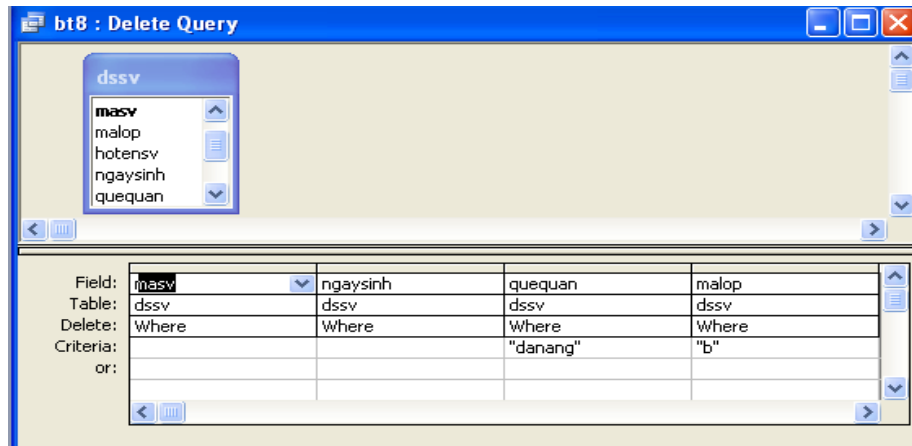 bt8 : Delete Query
dssv
masv
malop
hotensv
ngaysinh
quequan
Field: masv ngaysinh quequan malop
Table: dssv dssv dssv dssv
Delete: Where Where Where Where
Criteria: "danang" "b"
or: